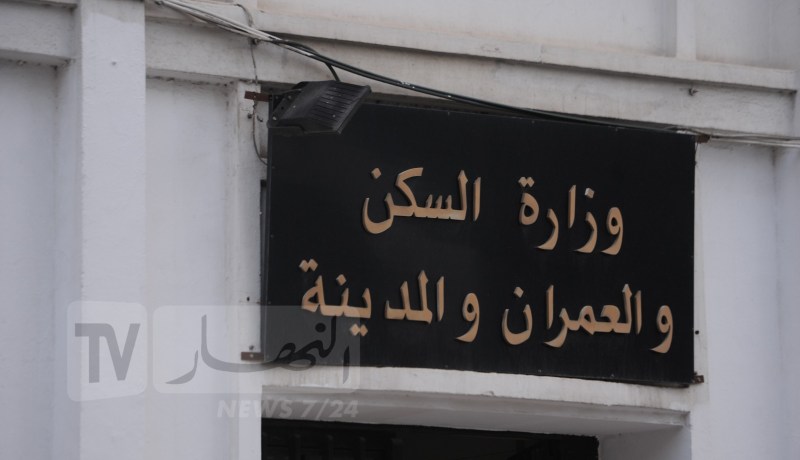 وزارة السكن
والعمران والمدينة
TV النهار
NEWS 7/24